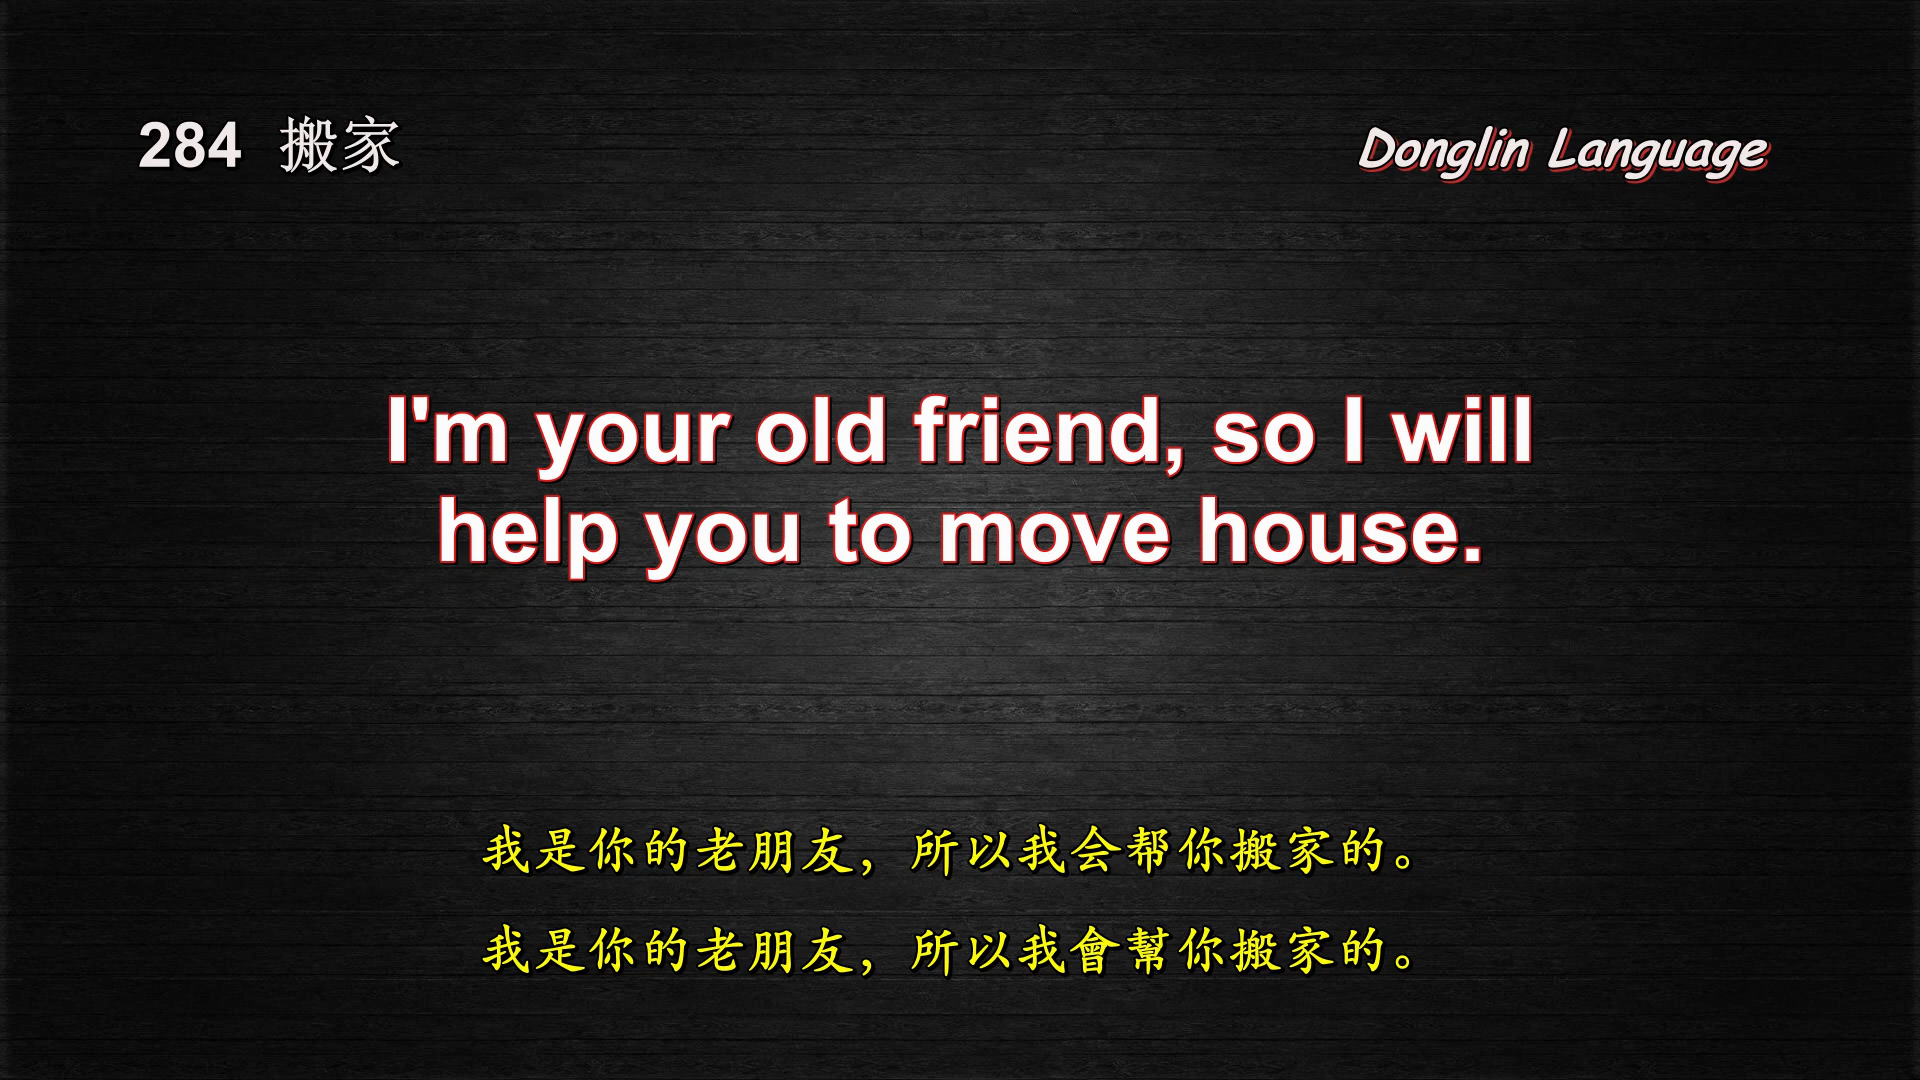 284 搬家
Donglin Language
I'm your old friend, so I will
help you to move house.
我是你的老朋友，所以我会帮你搬家的。
我是你的老朋友，所以我會幫你搬家的。